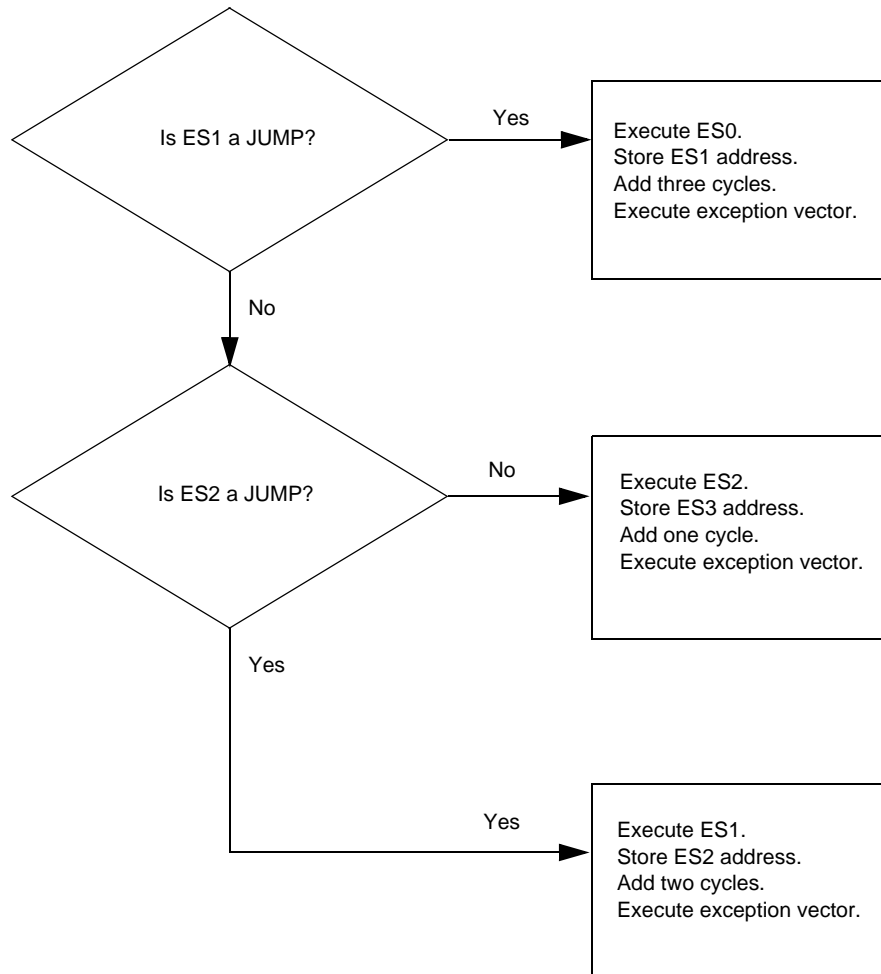 Is ES1 a JUMP?
Yes
Execute ES0.
Store ES1 address.
Add three cycles.
Execute exception vector.
No
Is ES2 a JUMP?
No
Execute ES2.
Store ES3 address.
Add one cycle.
Execute exception vector.
Yes
Yes
Execute ES1.
Store ES2 address.
Add two cycles.
Execute exception vector.